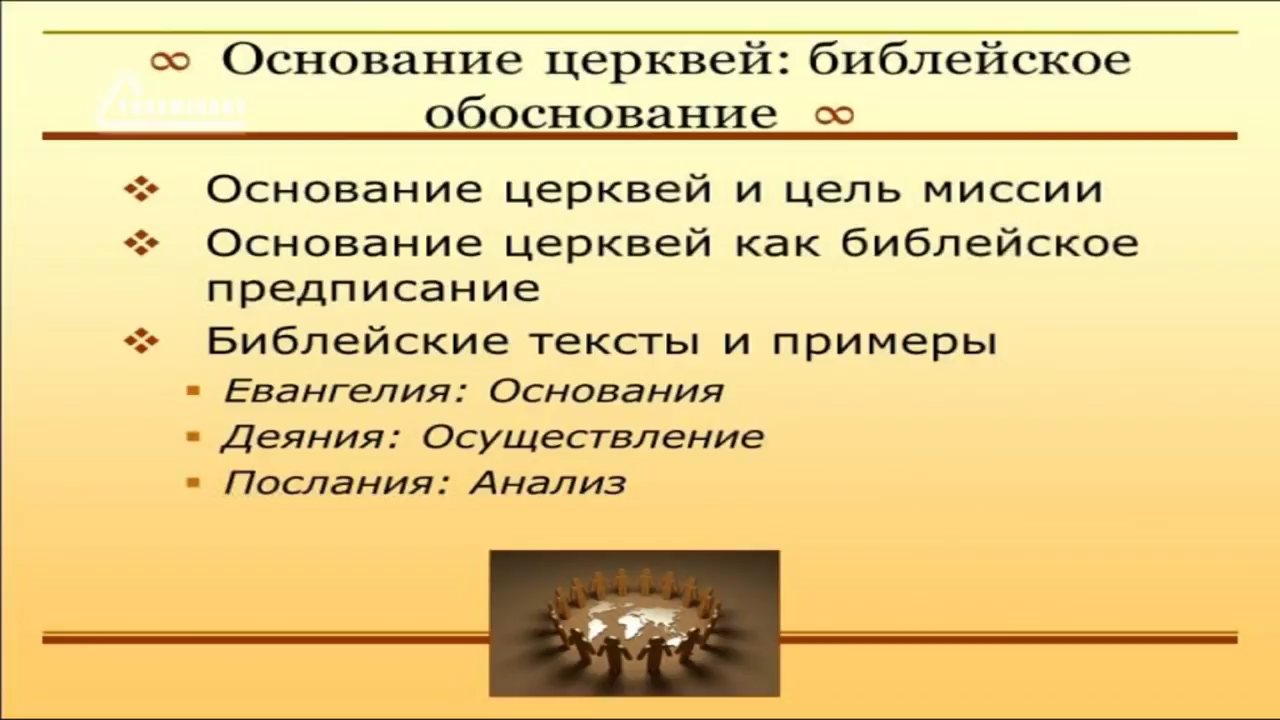 ∞ Основание церквей: библейское
обоснование ∞
Основание церквей и цель миссии
Основание церквей как библейское
предписание
Библейские тексты и примеры
Евангелия: Основания
Деяния: Осуществление
Послания: Анализ